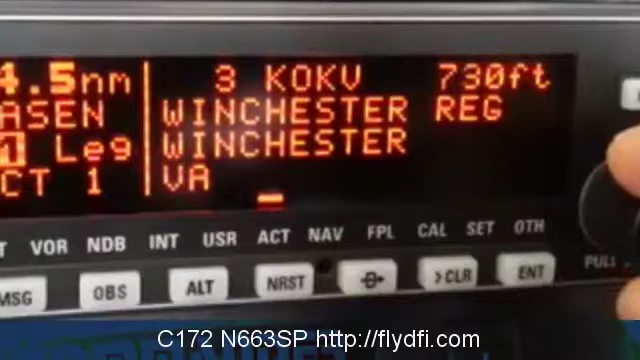 4.5nm
3 KOKV 730ft
ASEN
WINCHESTER REG
Leg
WINCHESTER
CT 1
VA
T VOR NDB INT USR ACT NAV FPL CAL SET OTH
MSG OBS ALT NRST D >CLR ENT
PULL
C172 N663SP http://flydfi.com